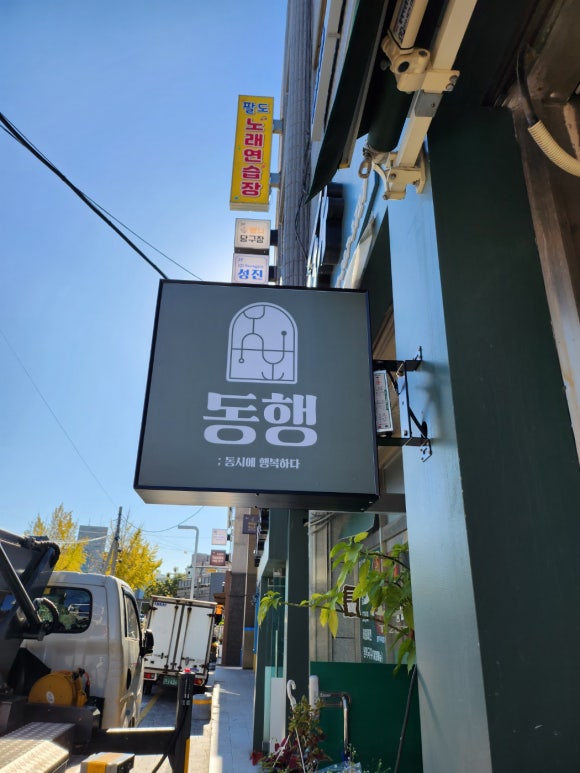 팔도
노래연습장
당구장
성진
동행
; 동시에 행복하다